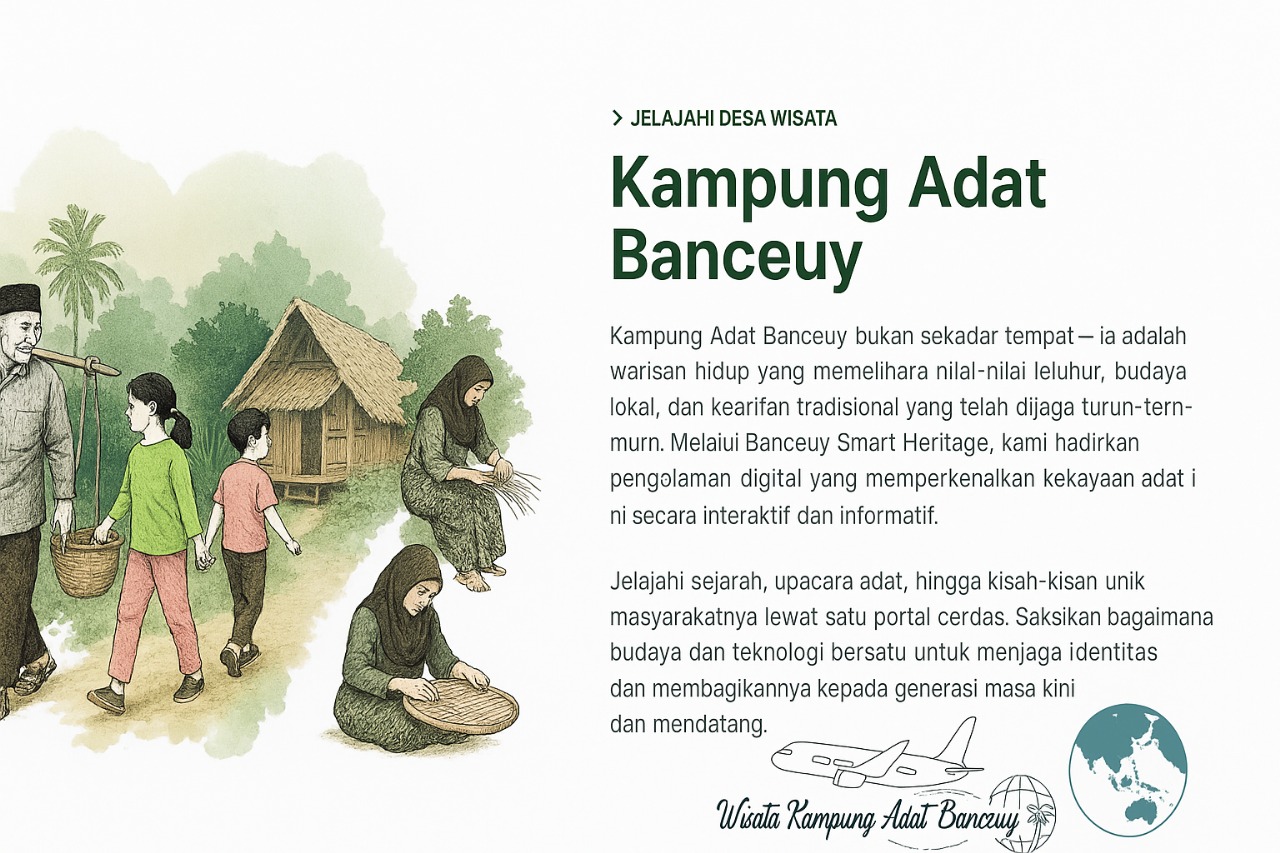 > JELAJAHI DESA WISATA
Kampung Adat
Banceuy
Kampung Adat Banceuy bukan sekadar tempat — ia adalah
warisan hidup yang memelihara nilal-nilai leluhur, budaya
lokal, dan kearifan tradisional yang telah dijaga turun-tern-
murn. Melaiui Banceuy Smart Heritage, kami hadirkan
pengalaman digital yang memperkenalkan kekayaan adat i
ni secara interaktif dan informatif.
Jelajahi sejarah, upacara adat, hingga kisah-kisan unik
masyarakatnya lewat satu portal cerdas. Saksikan bagaimana
budaya dan teknologi bersatu untuk menjaga identitas
dan membagikannya kepada generasi masa kini
dan mendatang.
Wisata Kampung Adat Banczuy